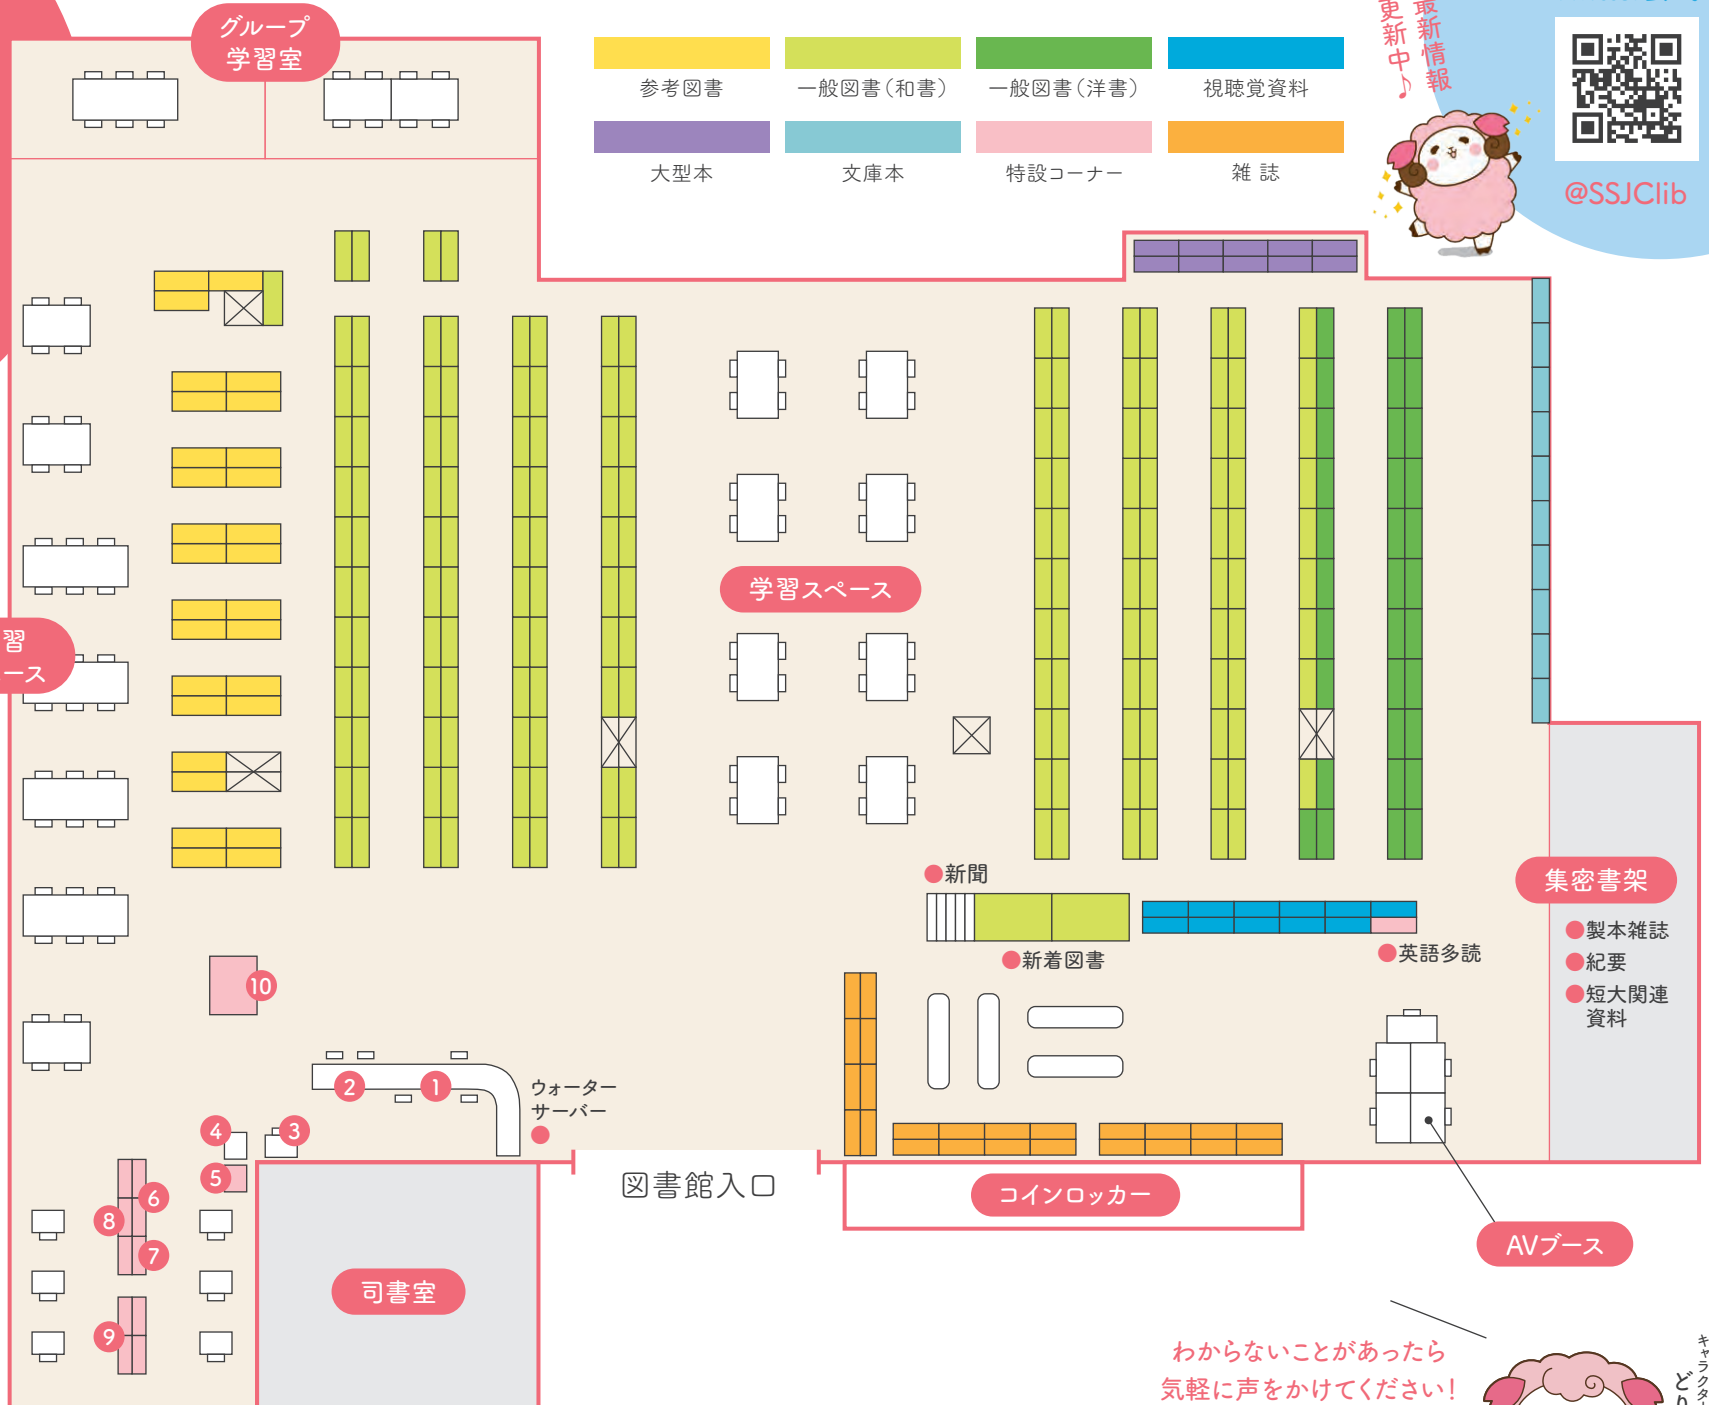 グループ
学習室
参考図書
一般図書（和書）
一般図書（洋書）
視聴覚資料
大型本
文庫本
特設コーナー
雑 誌
最新情報
更新中♪
@SSJClib
学習スペース
習
ース
新聞
新着図書
英語多読
集密書架
製本雑誌
紀要
短大関連
資料
10
2
1
ウォーター
サーバー
4
3
5
6
8
7
9
図書館入口
コインロッカー
AVブース
司書室
わからないことがあったら
気軽に声をかけてください！
キャラクター